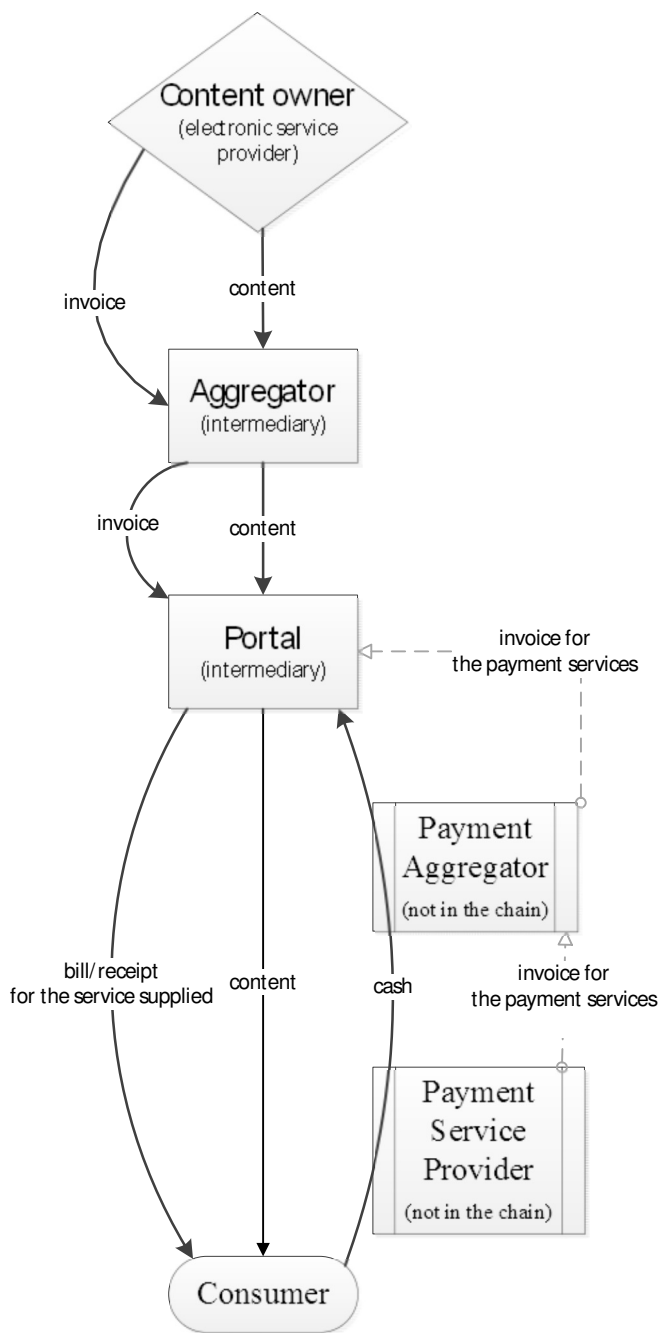 Content owner
(electronic service
provider)
invoice
content
Aggregator
(intermediary)
invoice
content
Portal
(intermediary)
invoice for
the payment services
Payment
Aggregator
(not in the chain)
bill/receipt
for the service supplied
content
cash
invoice for
the payment services
Payment
Service
Provider
(not in the chain)
Consumer